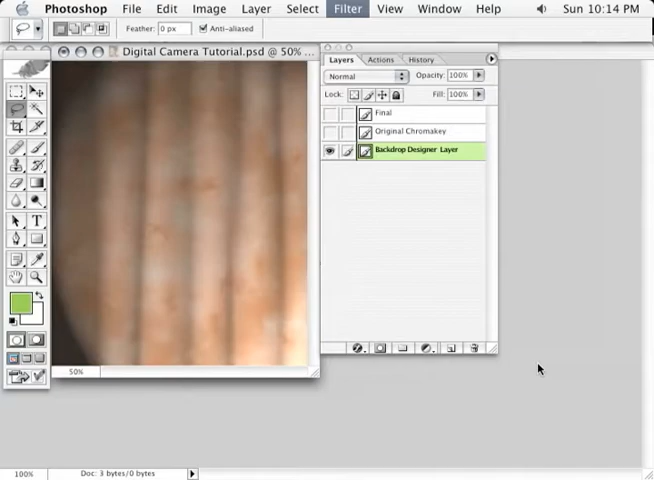 Photoshop File Edit Image Layer Select Filter View Window Help Sun 10:14 PM
Feather: 0 px Anti-aliased
Digital Camera Tutorial.psd @ 50% ...
Layers Actions History
Normal Opacity: 100%
Lock: Fill: 100%
Final
Original Chromakey
Backdrop Designer Layer
T
50%
100% Doc: 3 bytes/0 bytes